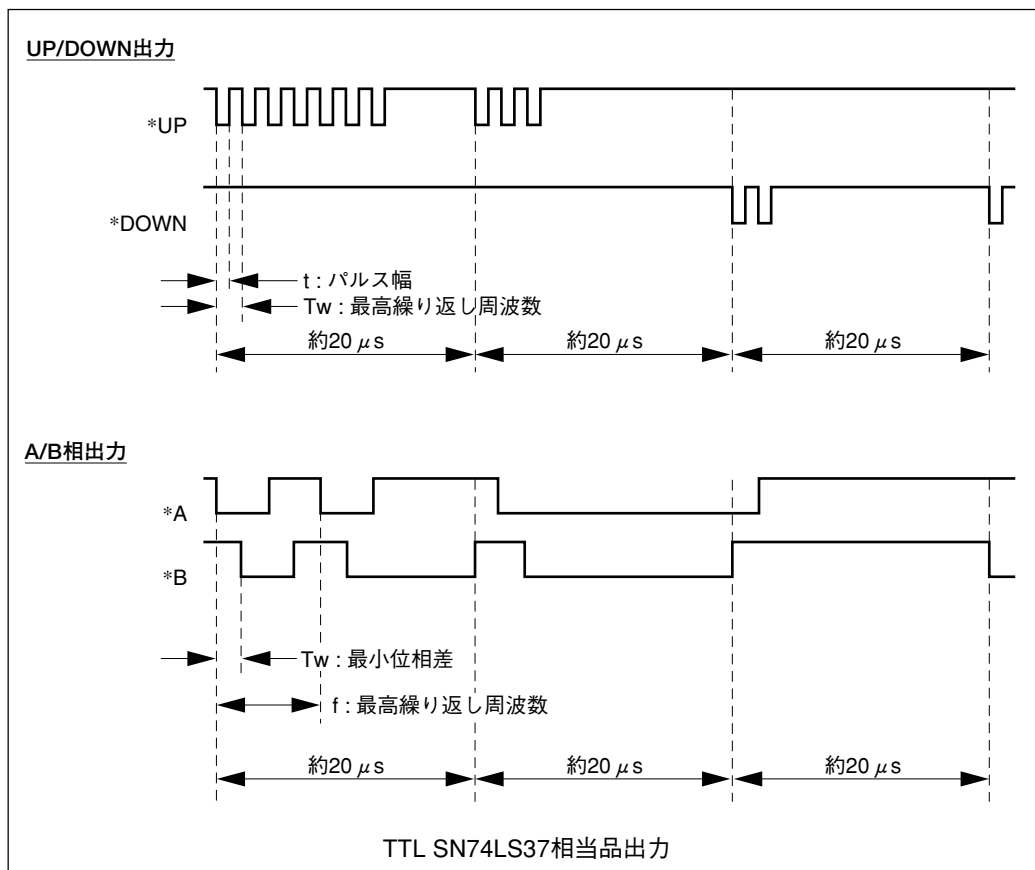 UP/DOWN出力
*UP
*DOWN
t : パルス幅
Tw : 最高繰り返し周波数
約20 μs 約20 μs 約20 μs
A/B相出力
*A
*B
Tw : 最小位相差
f : 最高繰り返し周波数
約20 μs 約20 μs 約20 μs
TTL SN74LS37相当品出力